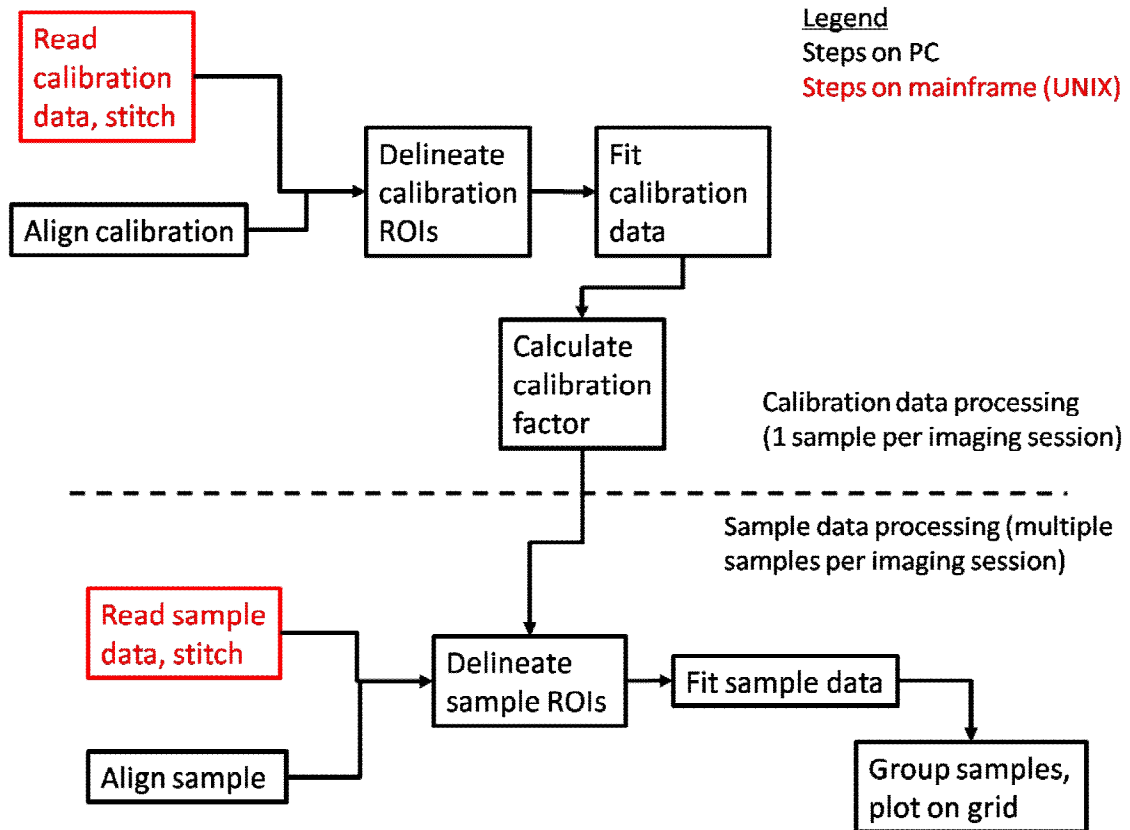 Legend
Steps on PC
Steps on mainframe (UNIX)
Read
calibration
data, stitch
Align calibration
Delineate
calibration
ROIs
Fit
calibration
data
Calculate
calibration
factor
Calibration data processing
(1 sample per imaging session)
Sample data processing (multiple
samples per imaging session)
Read sample
data, stitch
Align sample
Delineate
sample ROIs
Fit sample data
Group samples,
plot on grid